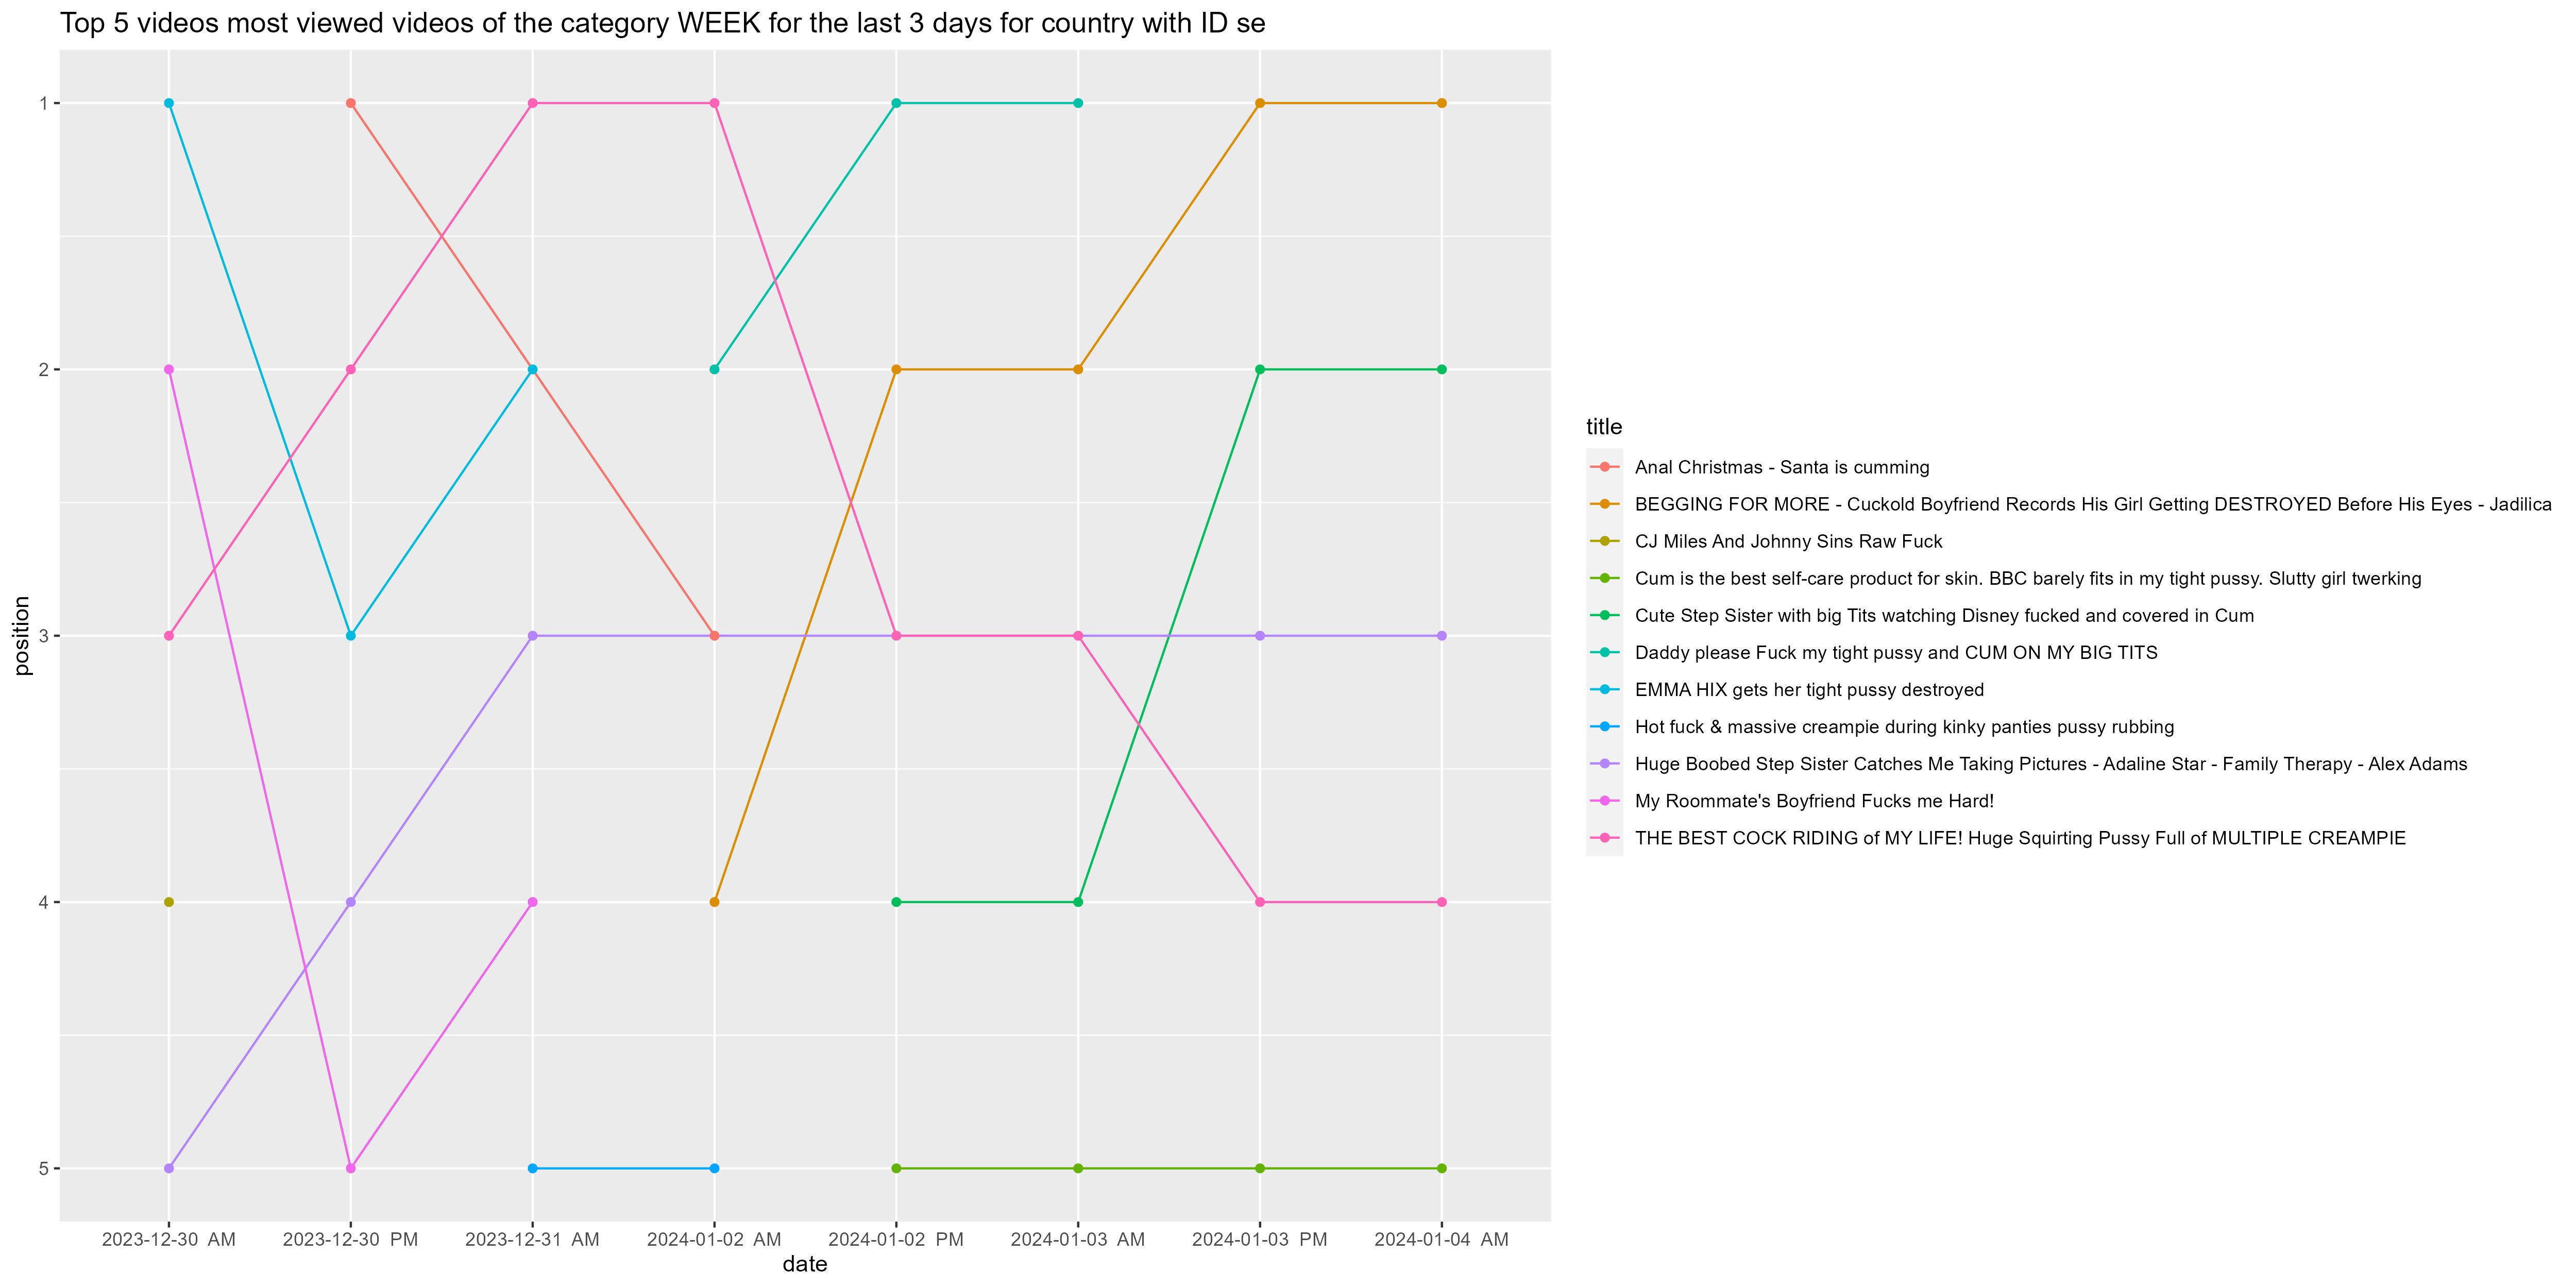 Top 5 videos most viewed videos of the category WEEK for the last 3 days for country with ID se
position
1
2
3
4
5
2023-12-30 AM
2023-12-30 PM
2023-12-31 AM
2024-01-02 AM
2024-01-02 PM
2024-01-03 AM
2024-01-03 PM
2024-01-04 AM
date
title
Anal Christmas - Santa is cumming
BEGGING FOR MORE - Cuckold Boyfriend Records His Girl Getting DESTROYED Before His Eyes - Jadilica
CJ Miles And Johnny Sins Raw Fuck
Cum is the best self-care product for skin. BBC barely fits in my tight pussy. Slutty girl twerking
Cute Step Sister with big Tits watching Disney fucked and covered in Cum
Daddy please Fuck my tight pussy and CUM ON MY BIG TITS
EMMA HIX gets her tight pussy destroyed
Hot fuck & massive creampie during kinky panties pussy rubbing
Huge Boobed Step Sister Catches Me Taking Pictures - Adaline Star - Family Therapy - Alex Adams
My Roommate's Boyfriend Fucks me Hard!
THE BEST COCK RIDING of MY LIFE! Huge Squirting Pussy Full of MULTIPLE CREAMPIE